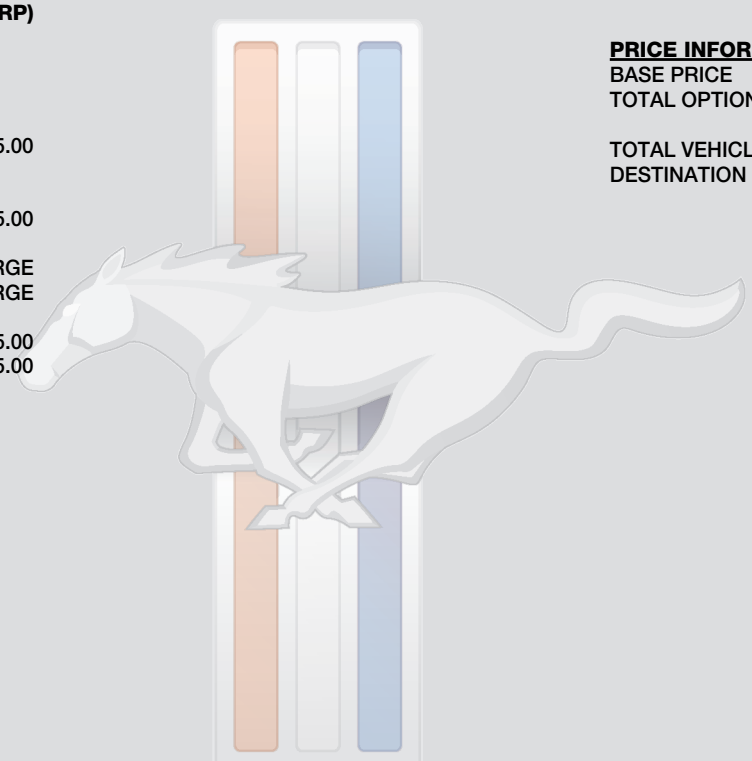 RP)
5.00
5.00
RGE
RGE
5.00
5.00
PRICE INFOR
BASE PRICE
TOTAL OPTION
TOTAL VEHICL
DESTINATION